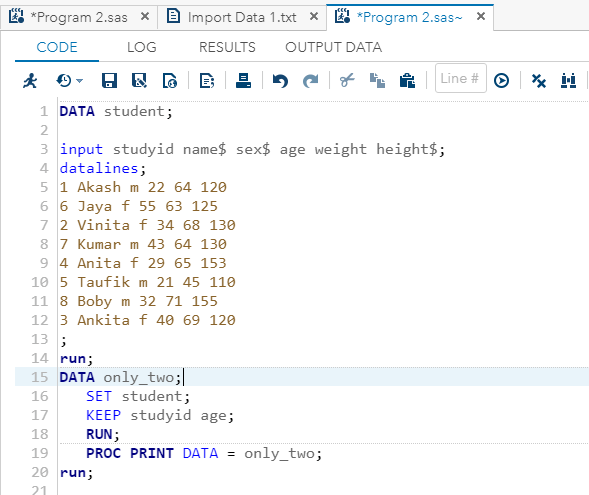 *Program 2.sas × Import Data 1.txt × *Program 2.sas~ ×
CODE LOG RESULTS OUTPUT DATA
Line #
1 DATA student;
2
3 input studyid name$ sex$ age weight height$;
4 datalines;
5 1 Akash m 22 64 120
6 6 Jaya f 55 63 125
7 2 Vinita f 34 68 130
8 7 Kumar m 43 64 130
9 4 Anita f 29 65 153
10 5 Taufik m 21 45 110
11 8 Boby m 32 71 155
12 3 Ankita f 40 69 120
13 ;
14 run;
15 DATA only_two;
16 SET student;
17 KEEP studyid age;
18 RUN;
19 PROC PRINT DATA = only_two;
20 run;
21